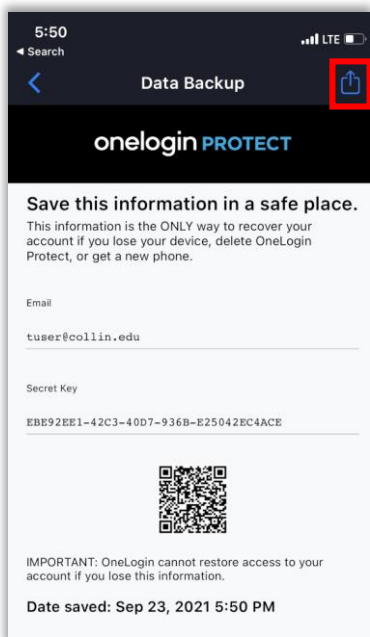 5:50
LTE
◄ Search
Data Backup
onelogin PROTECT
Save this information in a safe place.
This information is the ONLY way to recover your
account if you lose your device, delete OneLogin
Protect, or get a new phone.
Email
tuser@collin.edu
Secret Key
EBE92EE1-42C3-40D7-936B-E25042EC4ACE
IMPORTANT: OneLogin cannot restore access to your
account if you lose this information.
Date saved: Sep 23, 2021 5:50 PM